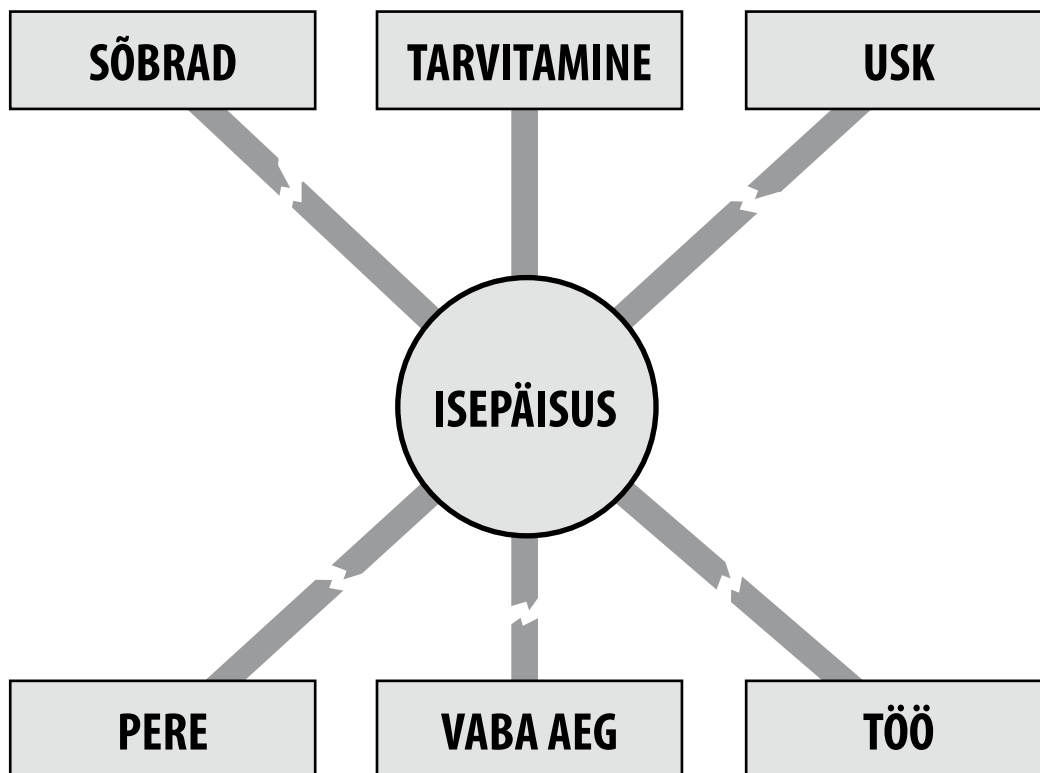 SÕBRAD
TARVITAMINE
USK
ISEPÄISUS
PERE
VABA AEG
TÖÖ